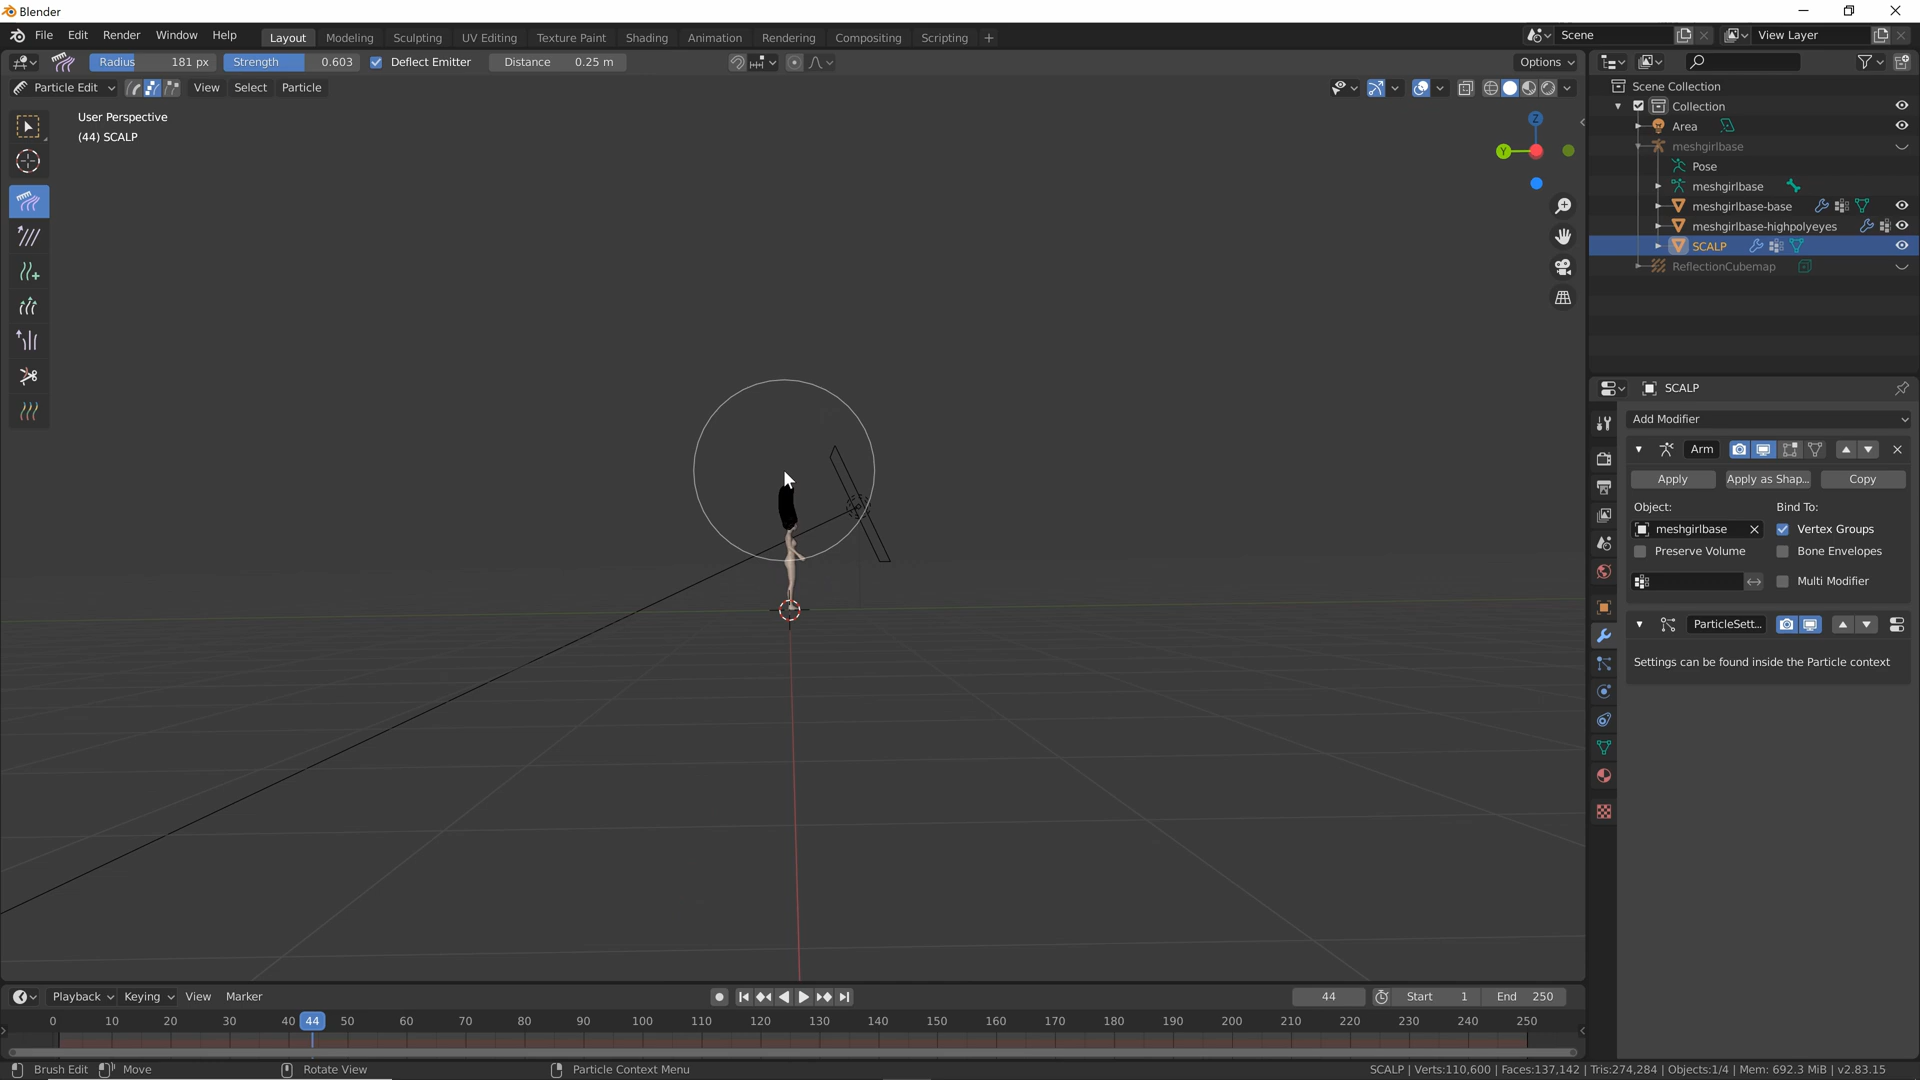 Blender
File Edit Render Window Help
Layout Modeling Sculpting UV Editing Texture Paint Shading Animation Rendering Compositing Scripting +
Scene
View Layer
Radius 181 px Strength 0.603 Deflect Emitter Distance 0.25 m
Options
Particle Edit View Select Particle
User Perspective
(44) SCALP
Z
Y
Scene Collection
Collection
Area
meshgirlbase
Pose
meshgirlbase
meshgirlbase-base
meshgirlbase-highpolyeyes
SCALP
ReflectionCubemap
SCALP
Add Modifier
Arm
Apply Apply as Shap... Copy
Object: Bind To:
meshgirlbase Vertex Groups
Preserve Volume Bone Envelopes
Multi Modifier
ParticleSett...
Settings can be found inside the Particle context
Playback Keying View Marker
44 Start 1 End 250
0 10 20 30 40 44 50 60 70 80 90 100 110 120 130 140 150 160 170 180 190 200 210 220 230 240 250
Brush Edit Move Rotate View Particle Context Menu
SCALP | Verts:110,600 | Faces:137,142 | Tris:274,284 | Objects:1/4 | Mem: 692.3 MiB | v2.83.15